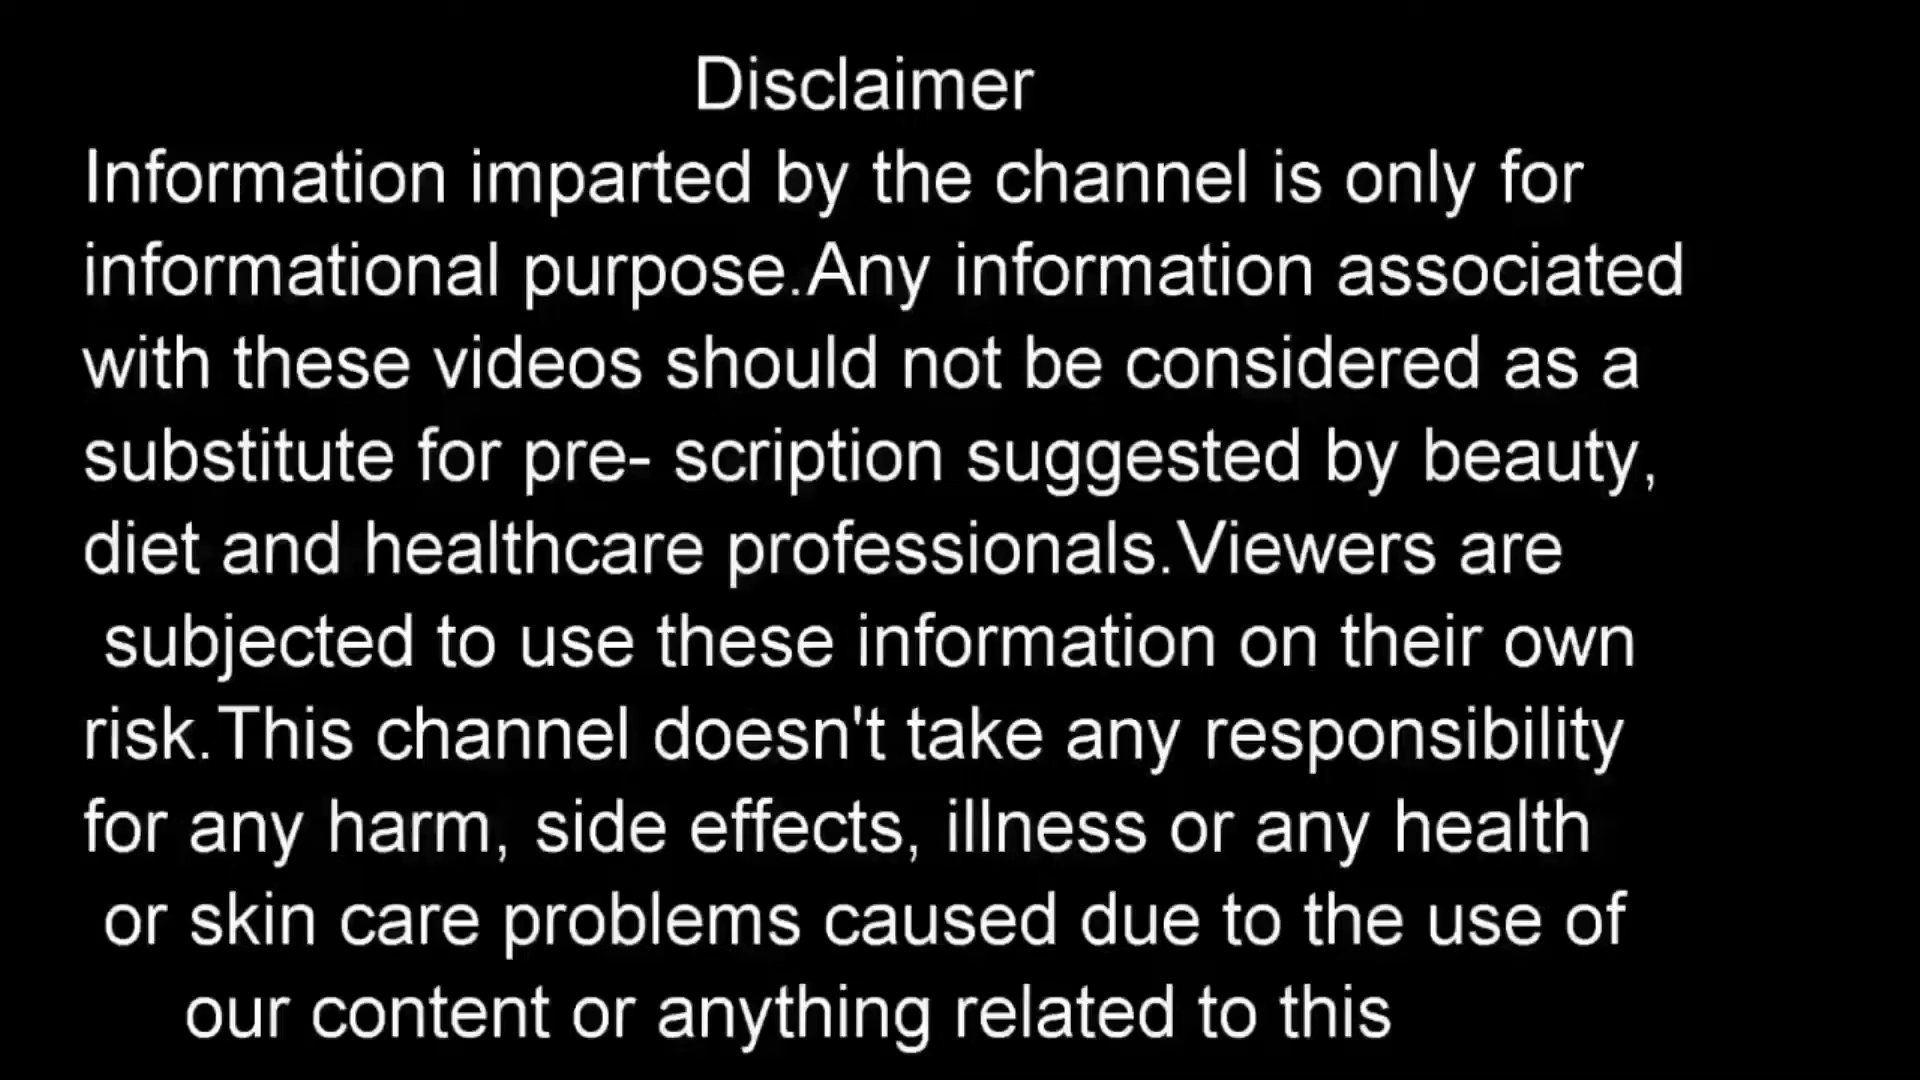 Disclaimer
Information imparted by the channel is only for
informational purpose.Any information associated
with these videos should not be considered as a
substitute for pre- scription suggested by beauty,
diet and healthcare professionals.Viewers are
subjected to use these information on their own
risk.This channel doesn't take any responsibility
for any harm, side effects, illness or any health
or skin care problems caused due to the use of
our content or anything related to this